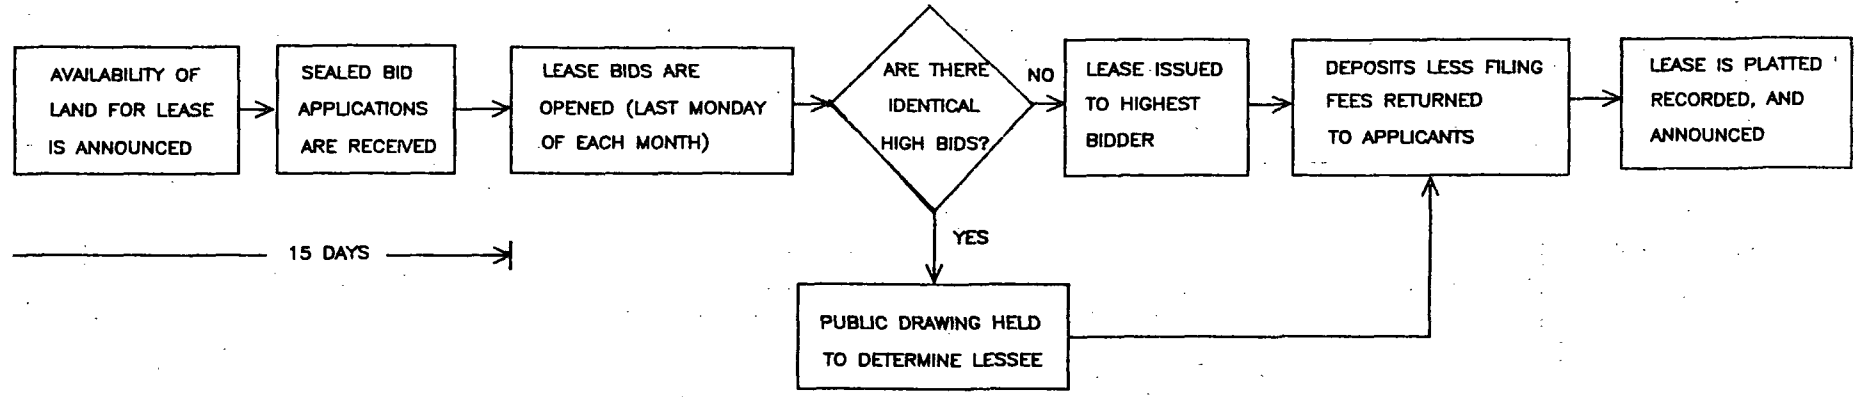 AVAILABILITY OF
LAND FOR LEASE
IS ANNOUNCED
SEALED BID
APPLICATIONS
ARE RECEIVED
LEASE BIDS ARE
OPENED (LAST MONDAY
OF EACH MONTH)
ARE THERE
IDENTICAL
HIGH BIDS?
NO
LEASE ISSUED
TO HIGHEST
BIDDER
DEPOSITS LESS FILING
FEES RETURNED
TO APPLICANTS
LEASE IS PLATTED
RECORDED, AND
ANNOUNCED
15 DAYS
YES
PUBLIC DRAWING HELD
TO DETERMINE LESSEE